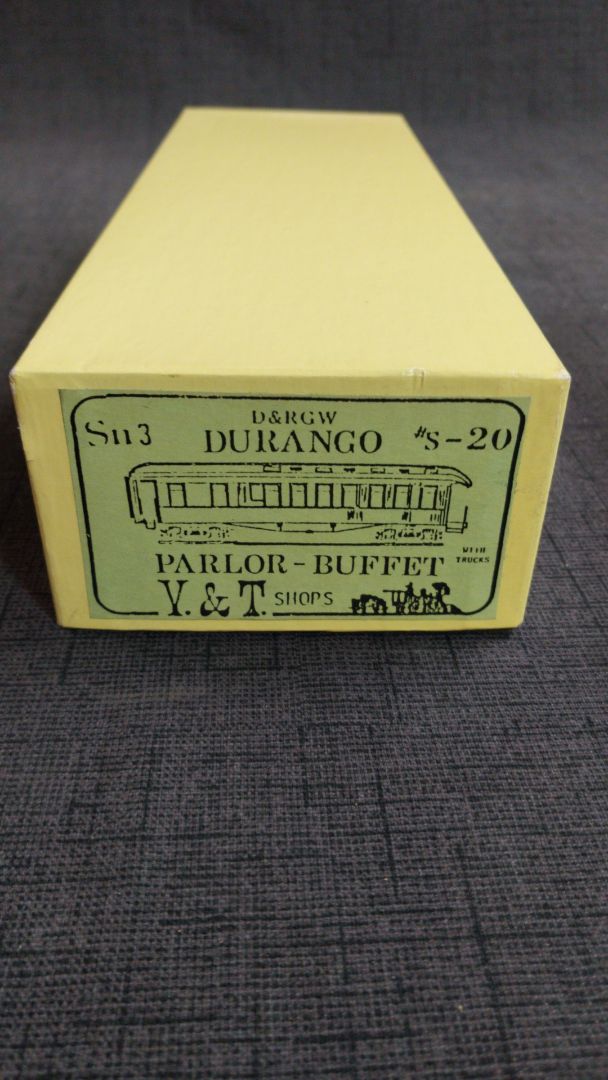 D&RGW
Sn3 DURANGO #S-20
PARLOR-BUFFET WITH TRUCKS
V. & T. SHOPS